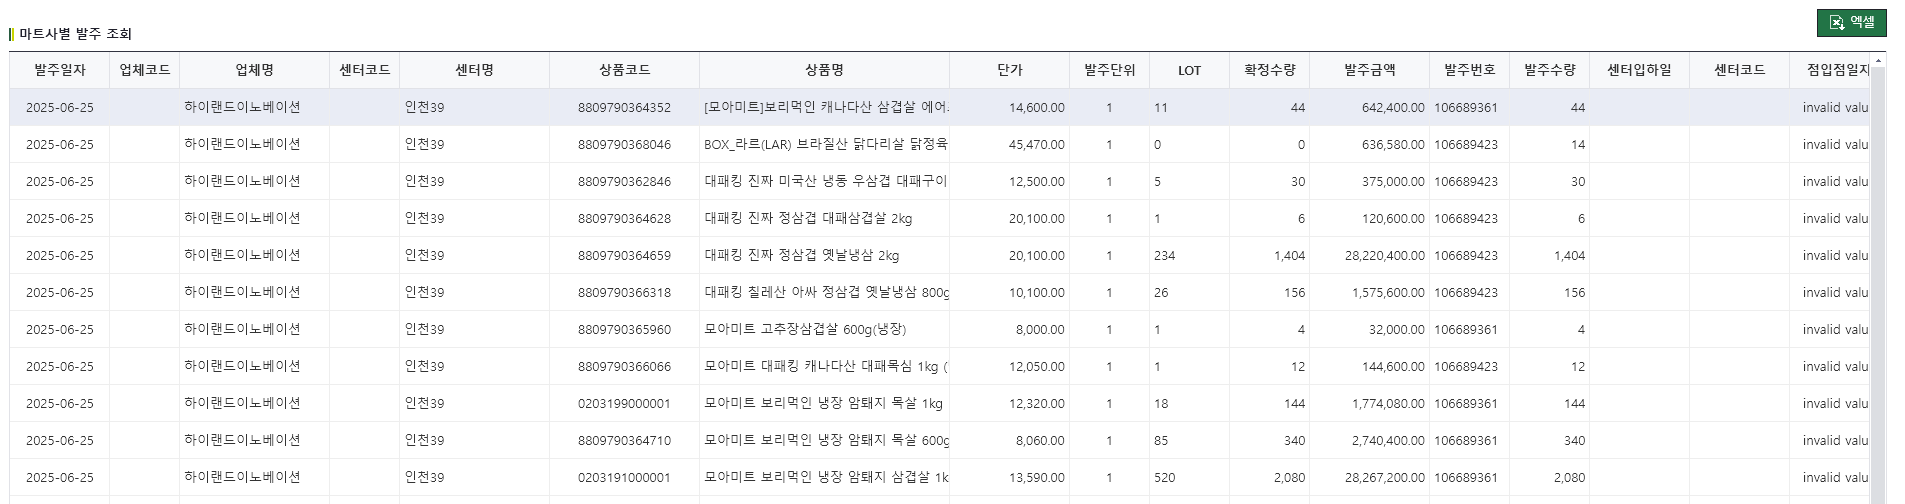 엑셀
마트사별 발주 조회
발주일자 업체코드 업체명 센터코드 센터명 상품코드 상품명 단가 발주단위 LOT 확정수량 발주금액 발주번호 발주수량 센터입하일 센터코드 점입점일자
2025-06-25 하이랜드이노베이션 인천39 8809790364352 [모아미트]보리먹인 캐나다산 삼겹살 에어 14,600.00 1 11 44 642,400.00 106689361 44 invalid valu
2025-06-25 하이랜드이노베이션 인천39 8809790368046 BOX_라르(LAR) 브라질산 닭다리살 닭정육 45,470.00 1 0 0 636,580.00 106689423 14 invalid valu
2025-06-25 하이랜드이노베이션 인천39 8809790362846 대패킹 진짜 미국산 냉동 우삼겹 대패구이 12,500.00 1 5 30 375,000.00 106689423 30 invalid valu
2025-06-25 하이랜드이노베이션 인천39 8809790364628 대패킹 진짜 정삼겹 대패삼겹살 2kg 20,100.00 1 1 6 120,600.00 106689423 6 invalid valu
2025-06-25 하이랜드이노베이션 인천39 8809790364659 대패킹 진짜 정삼겹 옛날냉삼 2kg 20,100.00 1 234 1,404 28,220,400.00 106689423 1,404 invalid valu
2025-06-25 하이랜드이노베이션 인천39 8809790366318 대패킹 칠레산 아싸 정삼겹 옛날냉삼 800g 10,100.00 1 26 156 1,575,600.00 106689423 156 invalid valu
2025-06-25 하이랜드이노베이션 인천39 8809790365960 모아미트 고추장삼겹살 600g(냉장) 8,000.00 1 1 4 32,000.00 106689361 4 invalid valu
2025-06-25 하이랜드이노베이션 인천39 8809790366066 모아미트 대패킹 캐나다산 대패목심 1kg ( 12,050.00 1 1 12 144,600.00 106689423 12 invalid valu
2025-06-25 하이랜드이노베이션 인천39 0203199000001 모아미트 보리먹인 냉장 암퇘지 목살 1kg 12,320.00 1 18 144 1,774,080.00 106689361 144 invalid valu
2025-06-25 하이랜드이노베이션 인천39 8809790364710 모아미트 보리먹인 냉장 암퇘지 목살 600g 8,060.00 1 85 340 2,740,400.00 106689361 340 invalid valu
2025-06-25 하이랜드이노베이션 인천39 0203191000001 모아미트 보리먹인 냉장 암퇘지 삼겹살 1k 13,590.00 1 520 2,080 28,267,200.00 106689361 2,080 invalid valu